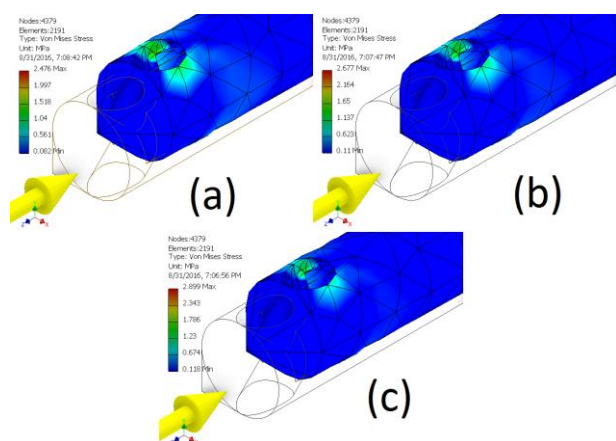 Nodes:4379
Elements:2191
Type: Von Mises Stress
Unit: MPa
8/31/2016, 7:08:42 PM
2.476 Max
1.997
1.518
1.04
0.561
0.082 Min
(a)
Nodes:4379
Elements:2191
Type: Von Mises Stress
Unit: MPa
8/31/2016, 7:07:47 PM
2.677 Max
2.164
1.65
1.137
0.623
0.11 Min
(b)
Nodes:4379
Elements:2191
Type: Von Mises Stress
Unit: MPa
8/31/2016, 7:06:56 PM
2.899 Max
2.343
1.786
1.23
0.674
0.118 Min
(c)